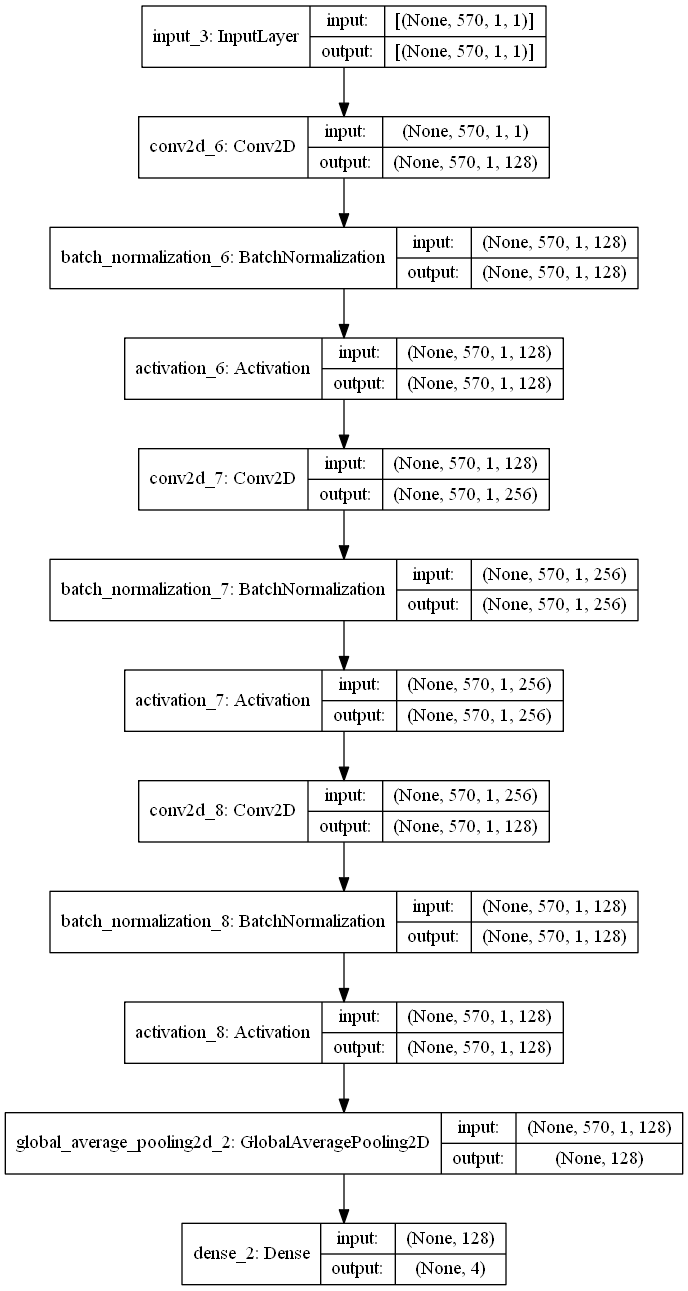 input_3: InputLayer
input: [(None, 570, 1, 1)]
output: [(None, 570, 1, 1)]
conv2d_6: Conv2D
input: (None, 570, 1, 1)
output: (None, 570, 1, 128)
batch_normalization_6: BatchNormalization
input: (None, 570, 1, 128)
output: (None, 570, 1, 128)
activation_6: Activation
input: (None, 570, 1, 128)
output: (None, 570, 1, 128)
conv2d_7: Conv2D
input: (None, 570, 1, 128)
output: (None, 570, 1, 256)
batch_normalization_7: BatchNormalization
input: (None, 570, 1, 256)
output: (None, 570, 1, 256)
activation_7: Activation
input: (None, 570, 1, 256)
output: (None, 570, 1, 256)
conv2d_8: Conv2D
input: (None, 570, 1, 256)
output: (None, 570, 1, 128)
batch_normalization_8: BatchNormalization
input: (None, 570, 1, 128)
output: (None, 570, 1, 128)
activation_8: Activation
input: (None, 570, 1, 128)
output: (None, 570, 1, 128)
global_average_pooling2d_2: GlobalAveragePooling2D
input: (None, 570, 1, 128)
output: (None, 128)
dense_2: Dense
input: (None, 128)
output: (None, 4)